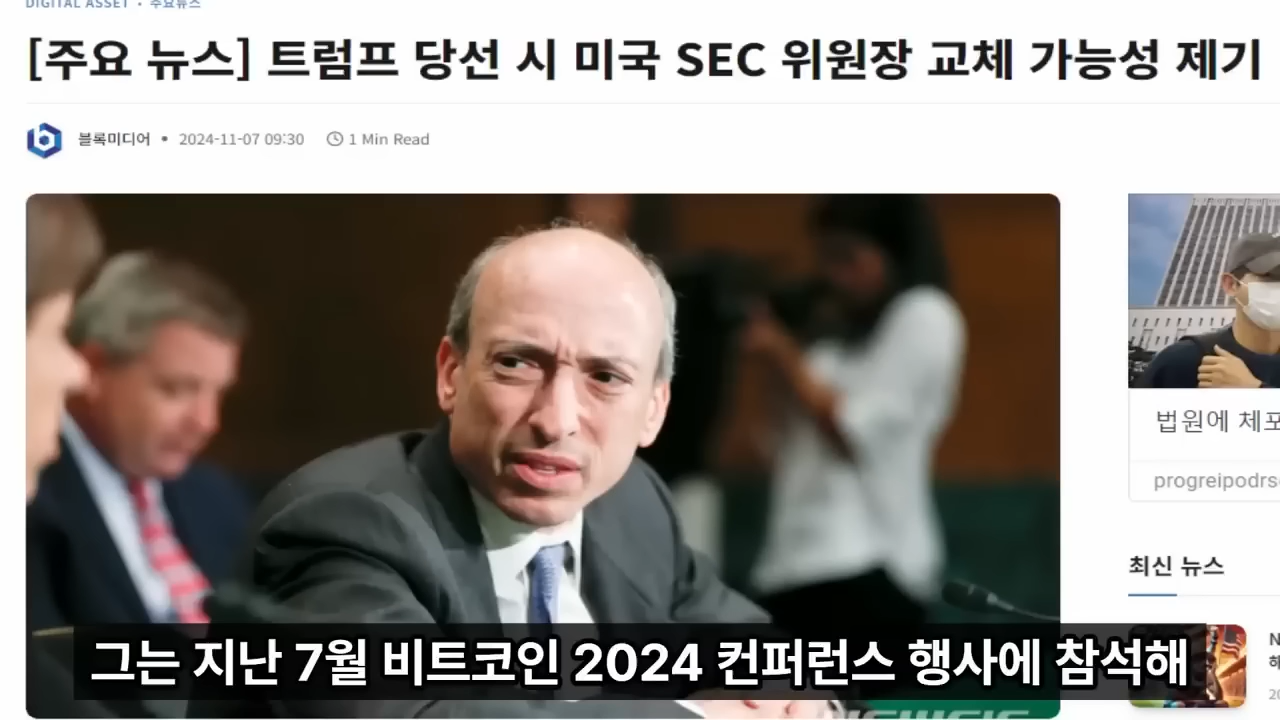 DIGITAL ASSET • 주요뉴스
[주요 뉴스] 트럼프 당선 시 미국 SEC 위원장 교체 가능성 제기
블록미디어 • 2024-11-07 09:30 1 Min Read
법원에 체포
progreipodrs
최신 뉴스
그는 지난 7월 비트코인 2024 컨퍼런스 행사에 참석해
NEWSIS